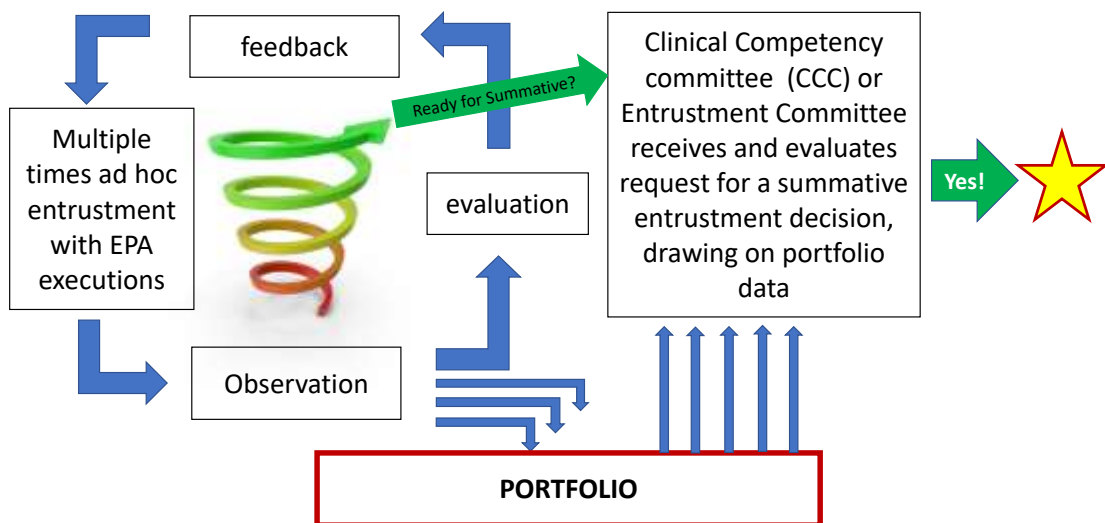 feedback
Multiple
times ad hoc
entrustment
with EPA
executions
Observation
evaluation
Ready for Summative?
Clinical Competency
committee (CCC) or
Entrustment Committee
receives and evaluates
request for a summative
entrustment decision,
drawing on portfolio
data
Yes!
PORTFOLIO